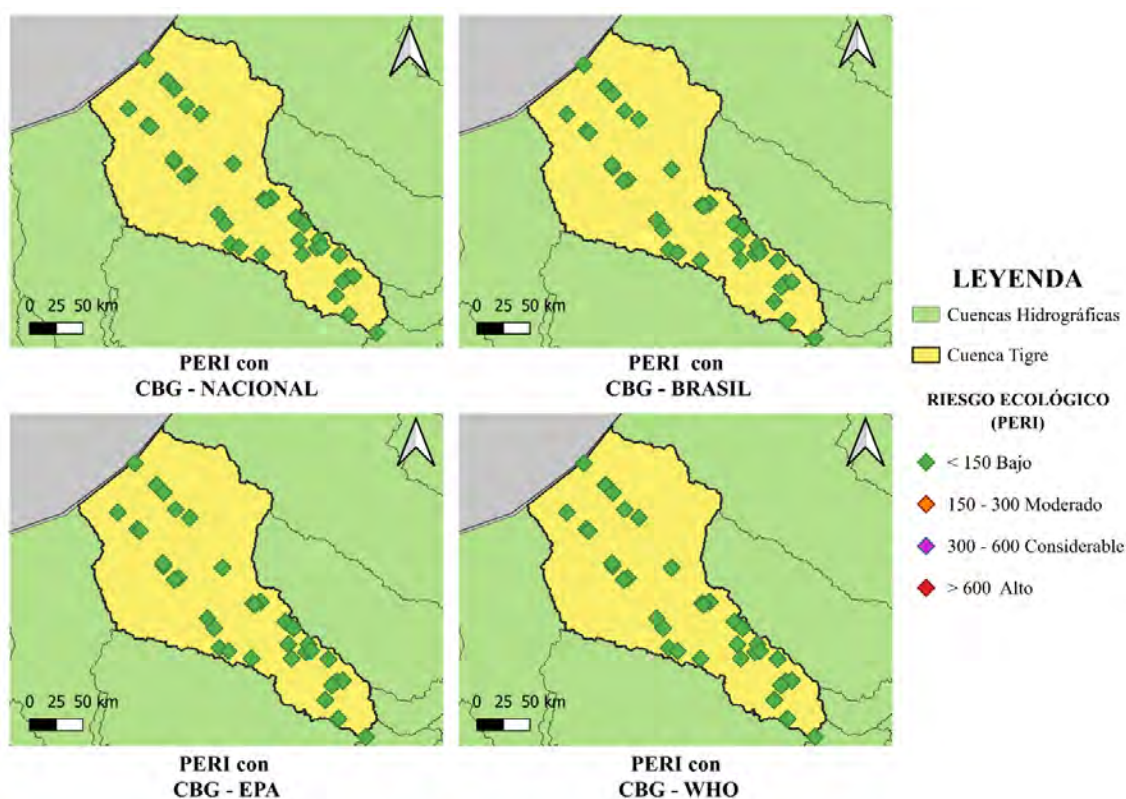 0 25 50 km
PERI con
CBG - NACIONAL
0 25 50 km
PERI con
CBG - BRASIL
0 25 50 km
PERI con
CBG - EPA
0 25 50 km
PERI con
CBG - WHO
LEYENDA
Cuencas Hidrográficas
Cuenca Tigre
RIESGO ECOLÓGICO
(PERI)
< 150 Bajo
150 - 300 Moderado
300 - 600 Considerable
> 600 Alto